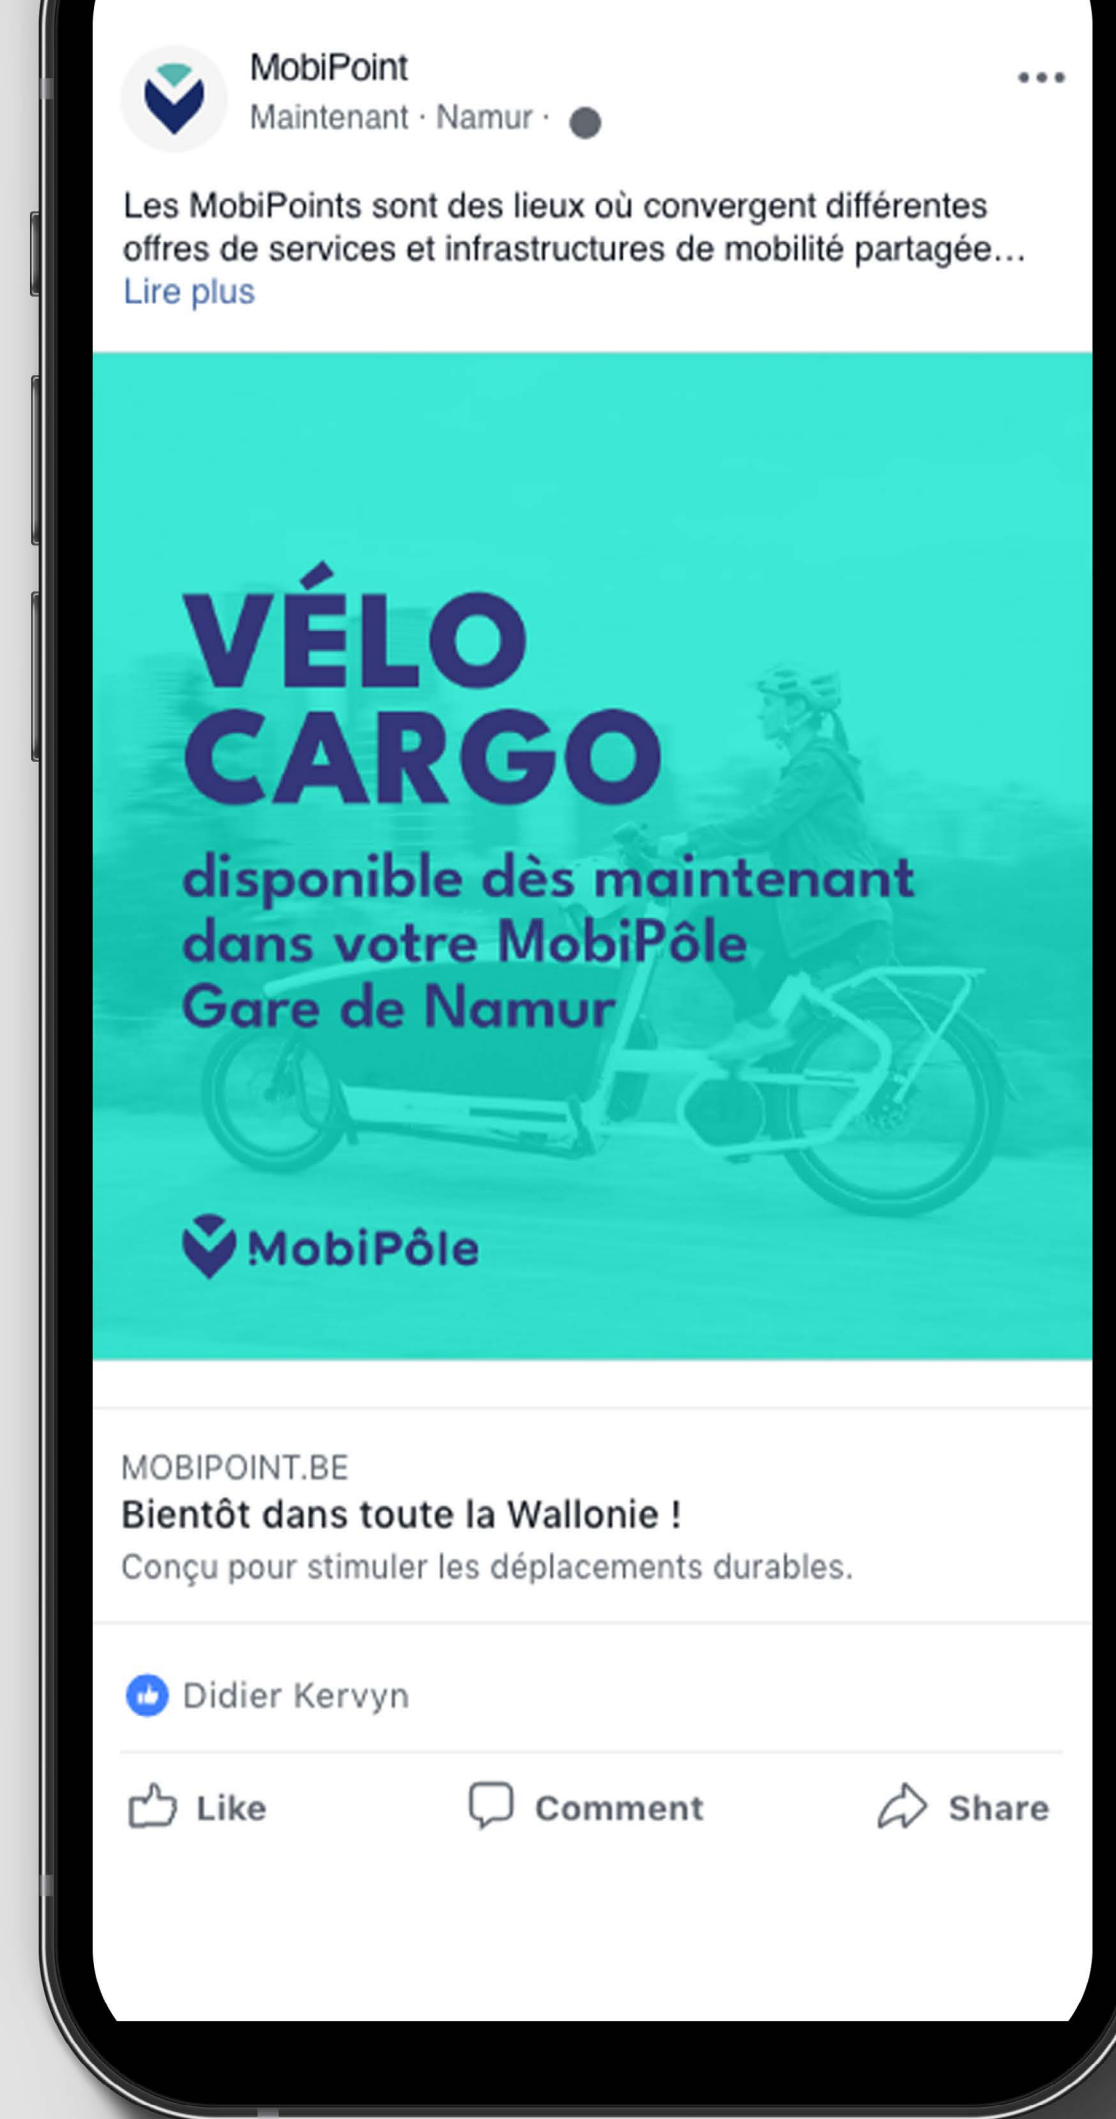 MobiPoint
Maintenant · Namur ·
Les MobiPoints sont des lieux où convergent différentes
offres de services et infrastructures de mobilité partagée...
Lire plus
VÉLO
CARGO
disponible dès maintenant
dans votre MobiPôle
Gare de Namur
MobiPôle
MOBIPOINT.BE
Bientôt dans toute la Wallonie !
Conçu pour stimuler les déplacements durables.
Didier Kervyn
Like
Comment
Share